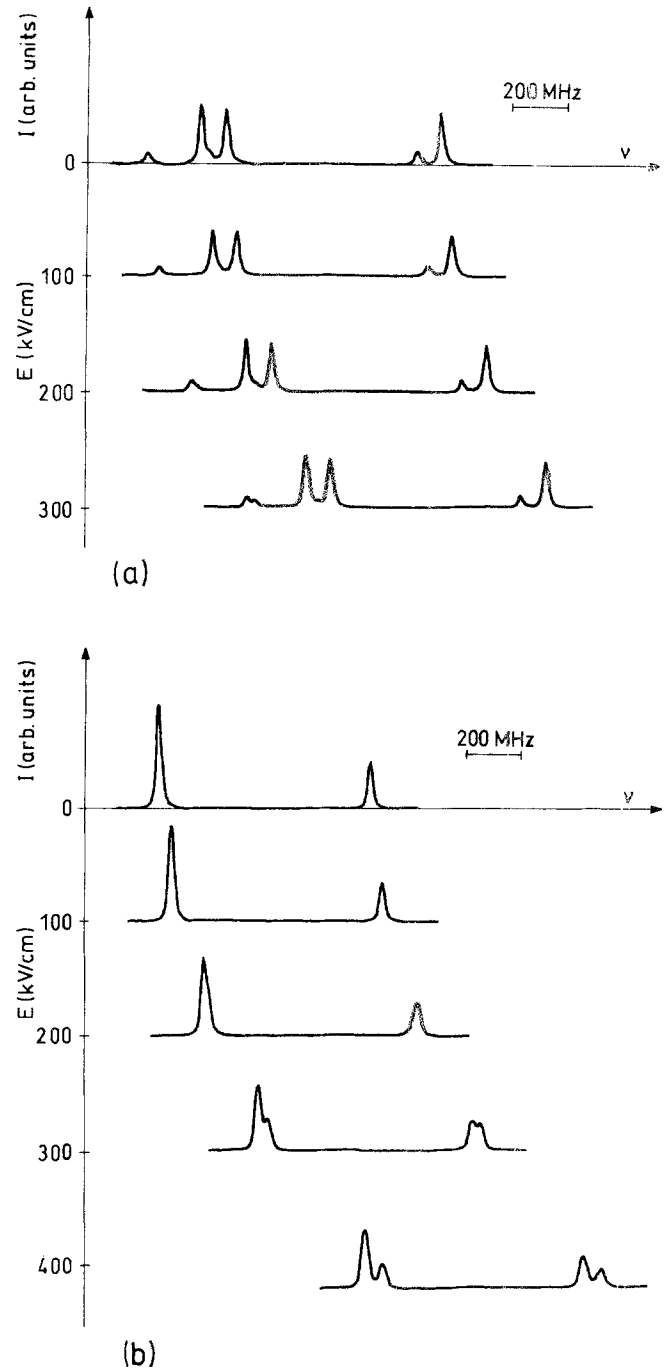 I (arb. units)
200 MHz
0
ν
100
E (kV/cm)
200
300
(a)
I (arb. units)
200 MHz
0
ν
100
E (kV/cm)
200
300
400
(b)